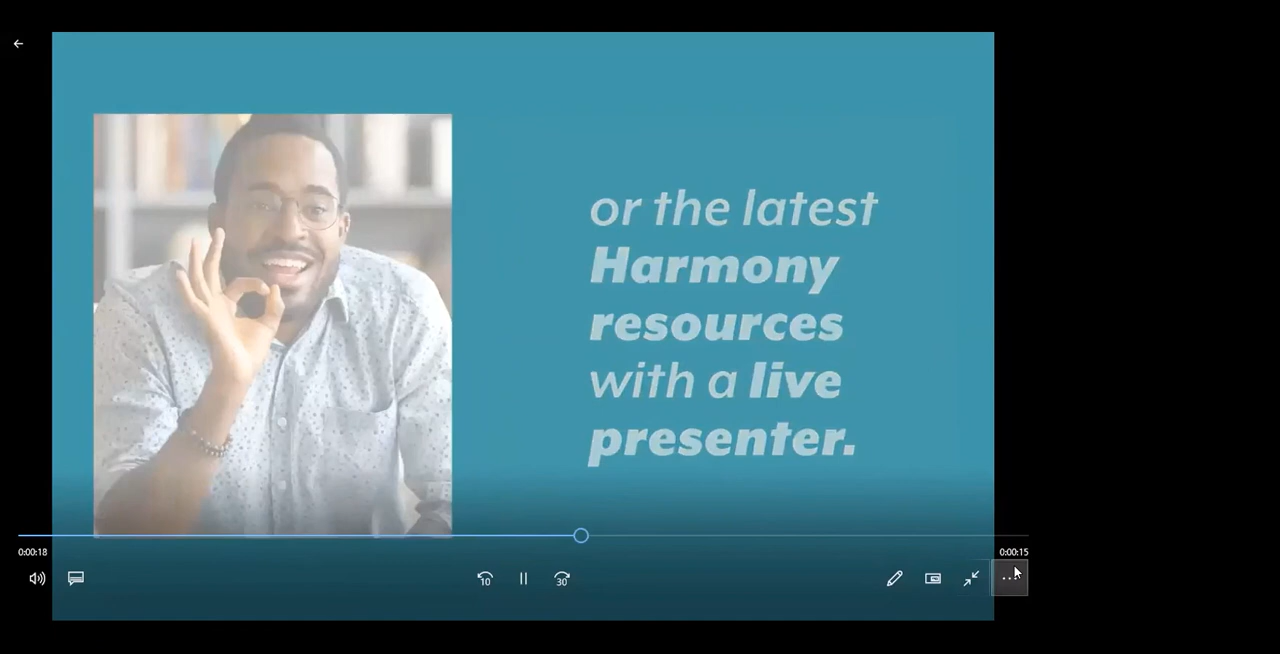 or the latest
Harmony
resources
with a live
presenter.
0:00:18
0:00:15
10
30